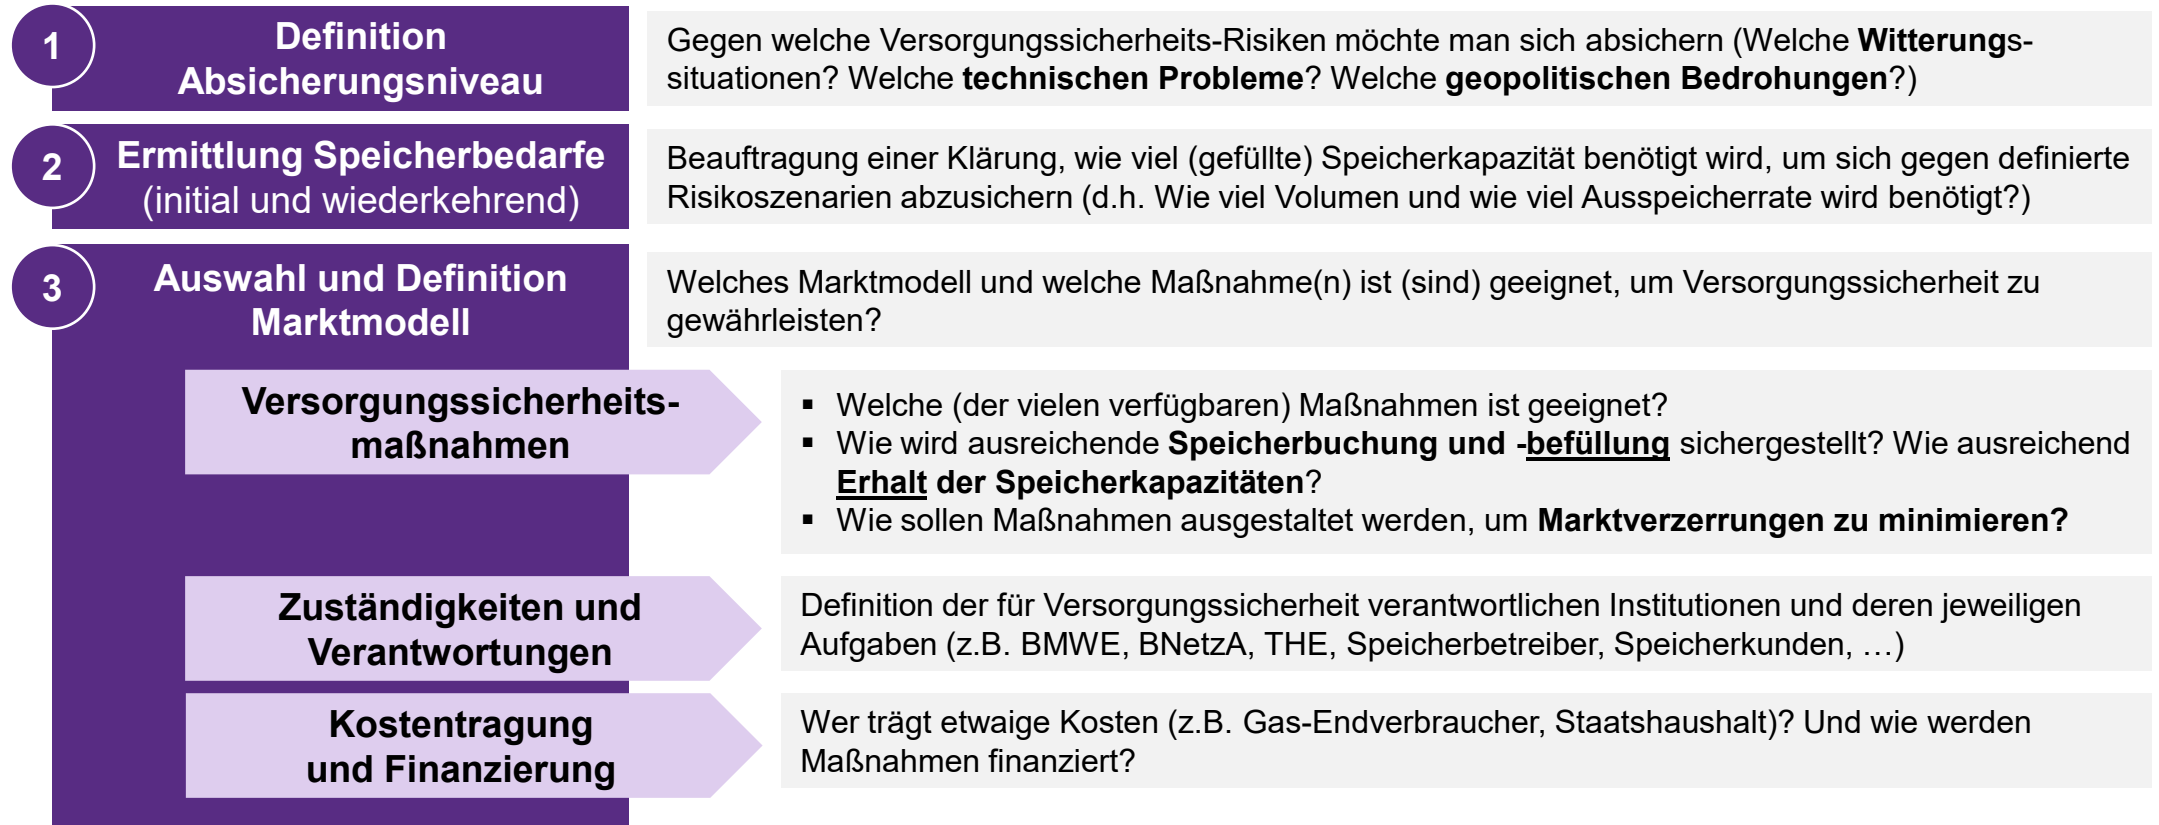 1
Definition
Absicherungsniveau
Gegen welche Versorgungssicherheits-Risiken möchte man sich absichern (Welche Witterungs-
situationen? Welche technischen Probleme? Welche geopolitischen Bedrohungen?)
2
Ermittlung Speicherbedarfe
(initial und wiederkehrend)
Beauftragung einer Klärung, wie viel (gefüllte) Speicherkapazität benötigt wird, um sich gegen definierte
Risikoszenarien abzusichern (d.h. Wie viel Volumen und wie viel Ausspeicherrate wird benötigt?)
3
Auswahl und Definition
Marktmodell
Welches Marktmodell und welche Maßnahme(n) ist (sind) geeignet, um Versorgungssicherheit zu
gewährleisten?
Versorgungssicherheits-
maßnahmen
▪ Welche (der vielen verfügbaren) Maßnahmen ist geeignet?
▪ Wie wird ausreichende Speicherbuchung und -befüllung sichergestellt? Wie ausreichend
Erhalt der Speicherkapazitäten?
▪ Wie sollen Maßnahmen ausgestaltet werden, um Marktverzerrungen zu minimieren?
Zuständigkeiten und
Verantwortungen
Definition der für Versorgungssicherheit verantwortlichen Institutionen und deren jeweiligen
Aufgaben (z.B. BMWE, BNetzA, THE, Speicherbetreiber, Speicherkunden, …)
Kostentragung
und Finanzierung
Wer trägt etwaige Kosten (z.B. Gas-Endverbraucher, Staatshaushalt)? Und wie werden
Maßnahmen finanziert?